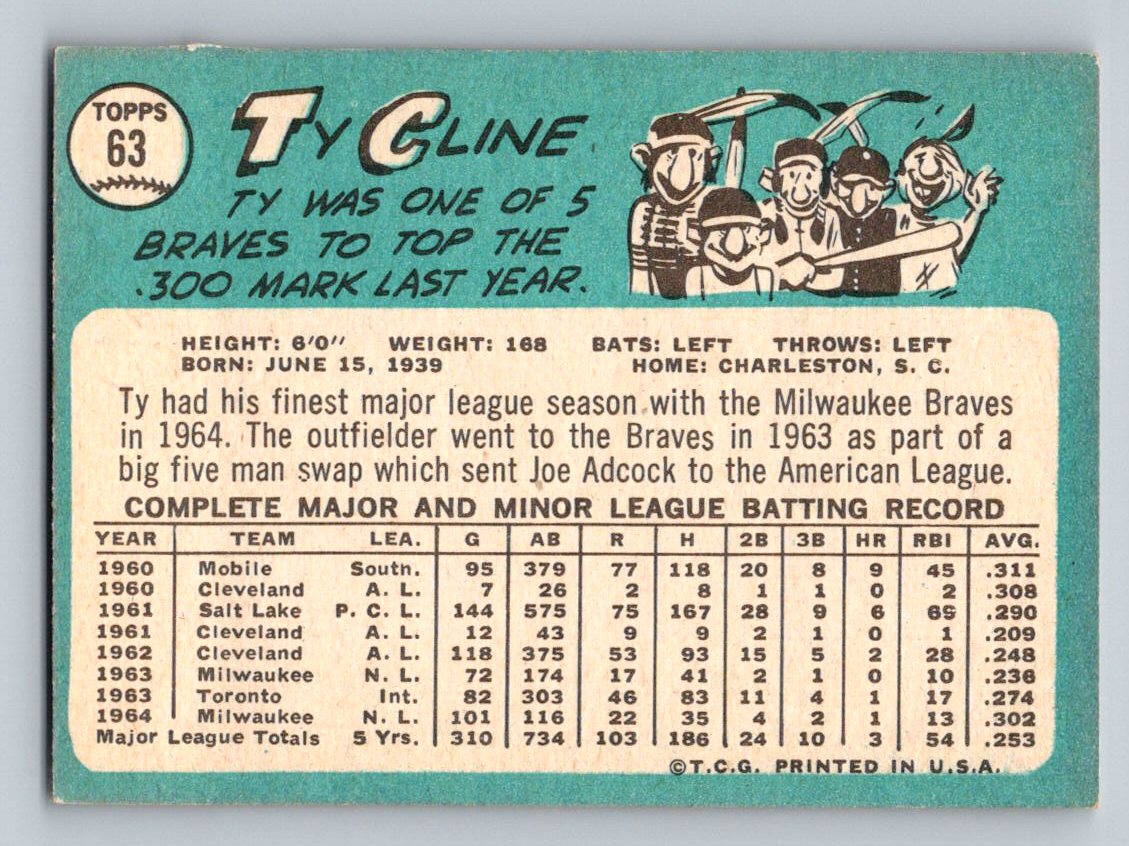 TOPPS
63
TY CLINE
TY WAS ONE OF 5
BRAVES TO TOP THE
.300 MARK LAST YEAR.
HEIGHT: 6'0" WEIGHT: 168 BATS: LEFT THROWS: LEFT
BORN: JUNE 15, 1939 HOME: CHARLESTON, S. C.
Ty had his finest major league season with the Milwaukee Braves
in 1964. The outfielder went to the Braves in 1963 as part of a
big five man swap which sent Joe Adcock to the American League.
COMPLETE MAJOR AND MINOR LEAGUE BATTING RECORD
YEAR TEAM LEA. G AB R H 2B 3B HR RBI AVG.
1960 Mobile South. 95 379 77 118 20 8 9 45 .311
1960 Cleveland A. L. 7 26 2 8 1 1 0 2 .308
1961 Salt Lake P. C. L. 144 575 75 167 28 9 6 69 .290
1961 Cleveland A. L. 12 43 9 9 2 1 0 1 .209
1962 Cleveland A. L. 118 375 53 93 15 5 2 28 .248
1963 Milwaukee N. L. 72 174 17 41 2 1 0 10 .236
1963 Toronto Int. 82 303 46 83 11 4 1 17 .274
1964 Milwaukee N. L. 101 116 22 35 4 2 1 13 .302
Major League Totals 5 Yrs. 310 734 103 186 24 10 3 54 .253
©T.C.G. PRINTED IN U.S.A.